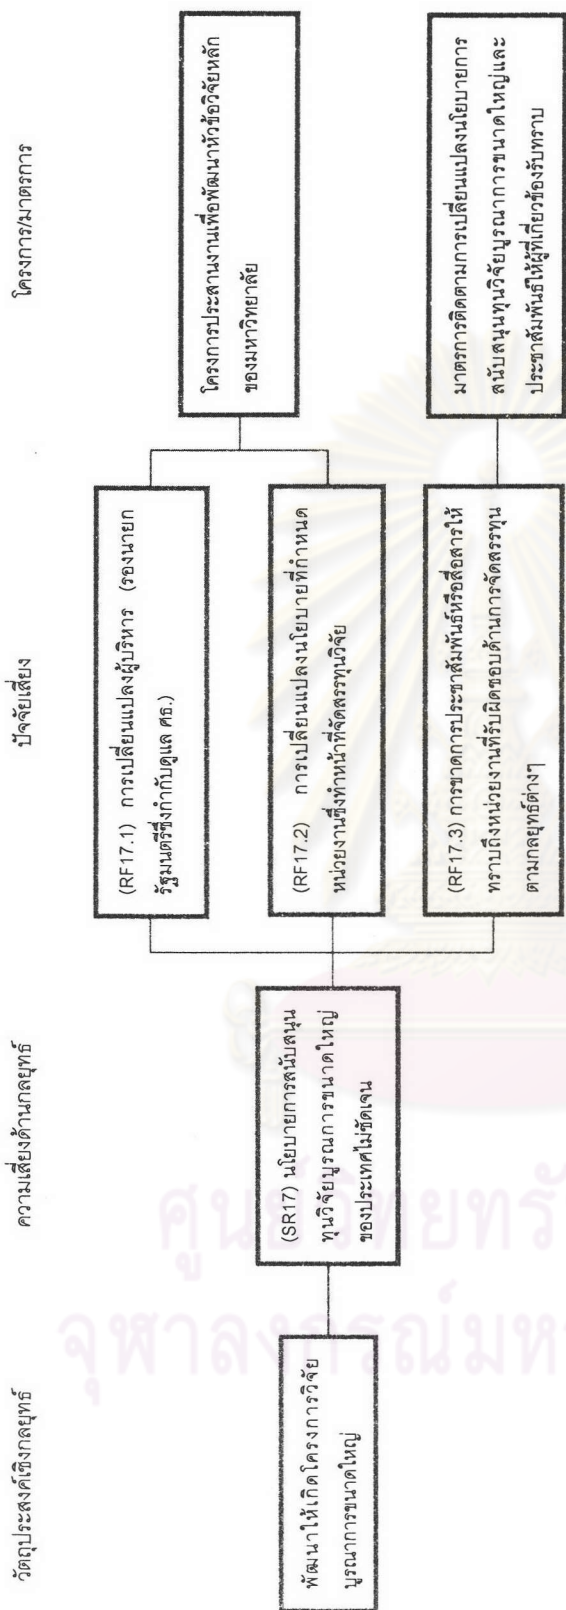 วัตถุประสงค์เชิงกลยุทธ์
ความเสี่ยงด้านกลยุทธ์
ปัจจัยเสี่ยง
โครงการ/มาตรการ
พัฒนาให้เกิดโครงการวิจัย
บูรณาการขนาดใหญ่
(SR17) นโยบายการสนับสนุน
ทุนวิจัยบูรณการขนาดใหญ่
ของประเทศไม่ชัดเจน
(RF17.1) การเปลี่ยนแปลงผู้บริหาร (รองนายก
รัฐมนตรีซึ่งกำกับดูแล ศธ.)
(RF17.2) การเปลี่ยนแปลงนโยบายที่กำหนด
หน่วยงานซึ่งทำหน้าที่จัดสรรทุนวิจัย
(RF17.3) การขาดการประชาสัมพันธ์หรือสื่อสารให้
ทราบถึงหน่วยงานที่รับผิดชอบด้านการจัดสรรทุน
ตามกลยุทธ์ต่างๆ
โครงการประสานงานเพื่อพัฒนาหัวข้อวิจัยหลัก
ของมหาวิทยาลัย
มาตรการติดตามการเปลี่ยนแปลงนโยบายการ
สนับสนุนทุนวิจัยบูรณาการขนาดใหญ่และ
ประชาสัมพันธ์ให้ผู้ที่เกี่ยวข้องรับทราบ
ศูนย์วิทยทรั
จุฬาลงกรณ์มห